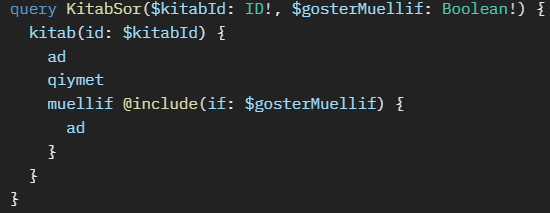 query KitabSor($kitabId: ID!, $gosterMuellif: Boolean!) {
  kitab(id: $kitabId) {
    ad
    qiymet
    muellif @include(if: $gosterMuellif) {
      ad
    }
  }
}